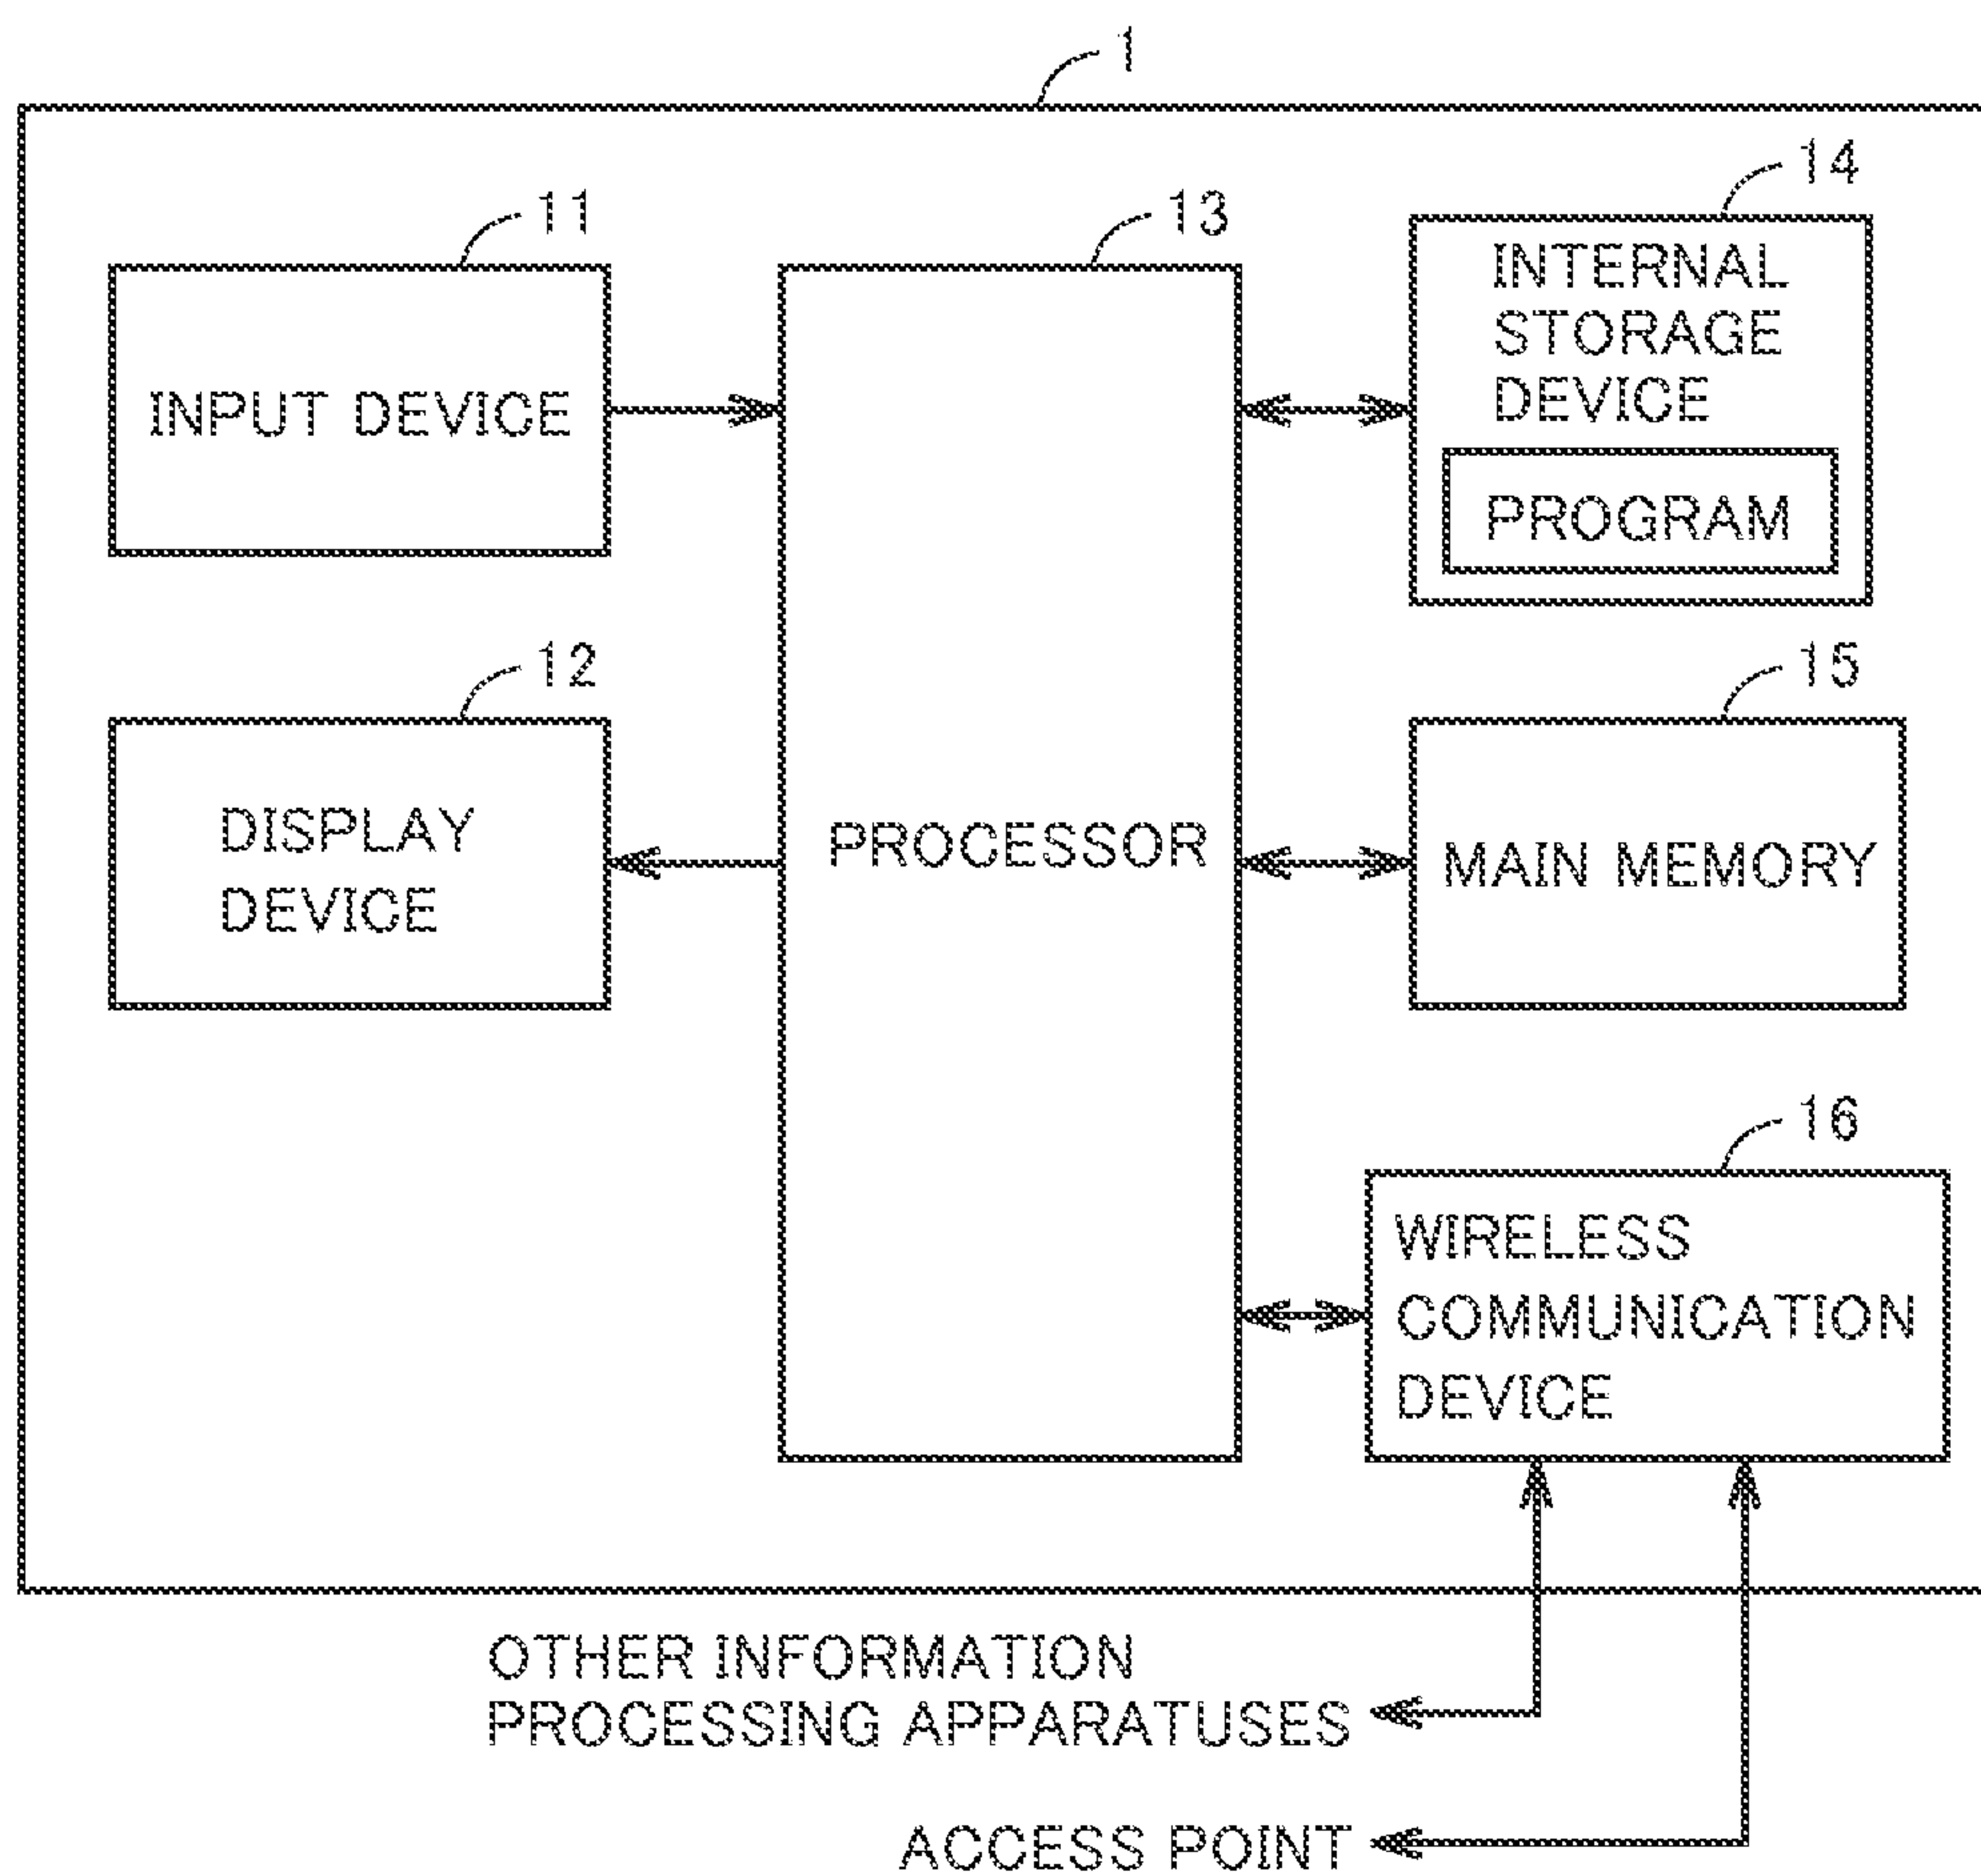 1
11
INPUT DEVICE
12
DISPLAY
DEVICE
13
PROCESSOR
14
INTERNAL
STORAGE
DEVICE
PROGRAM
15
MAIN MEMORY
16
WIRELESS
COMMUNICATION
DEVICE
OTHER INFORMATION
PROCESSING APPARATUSES
ACCESS POINT